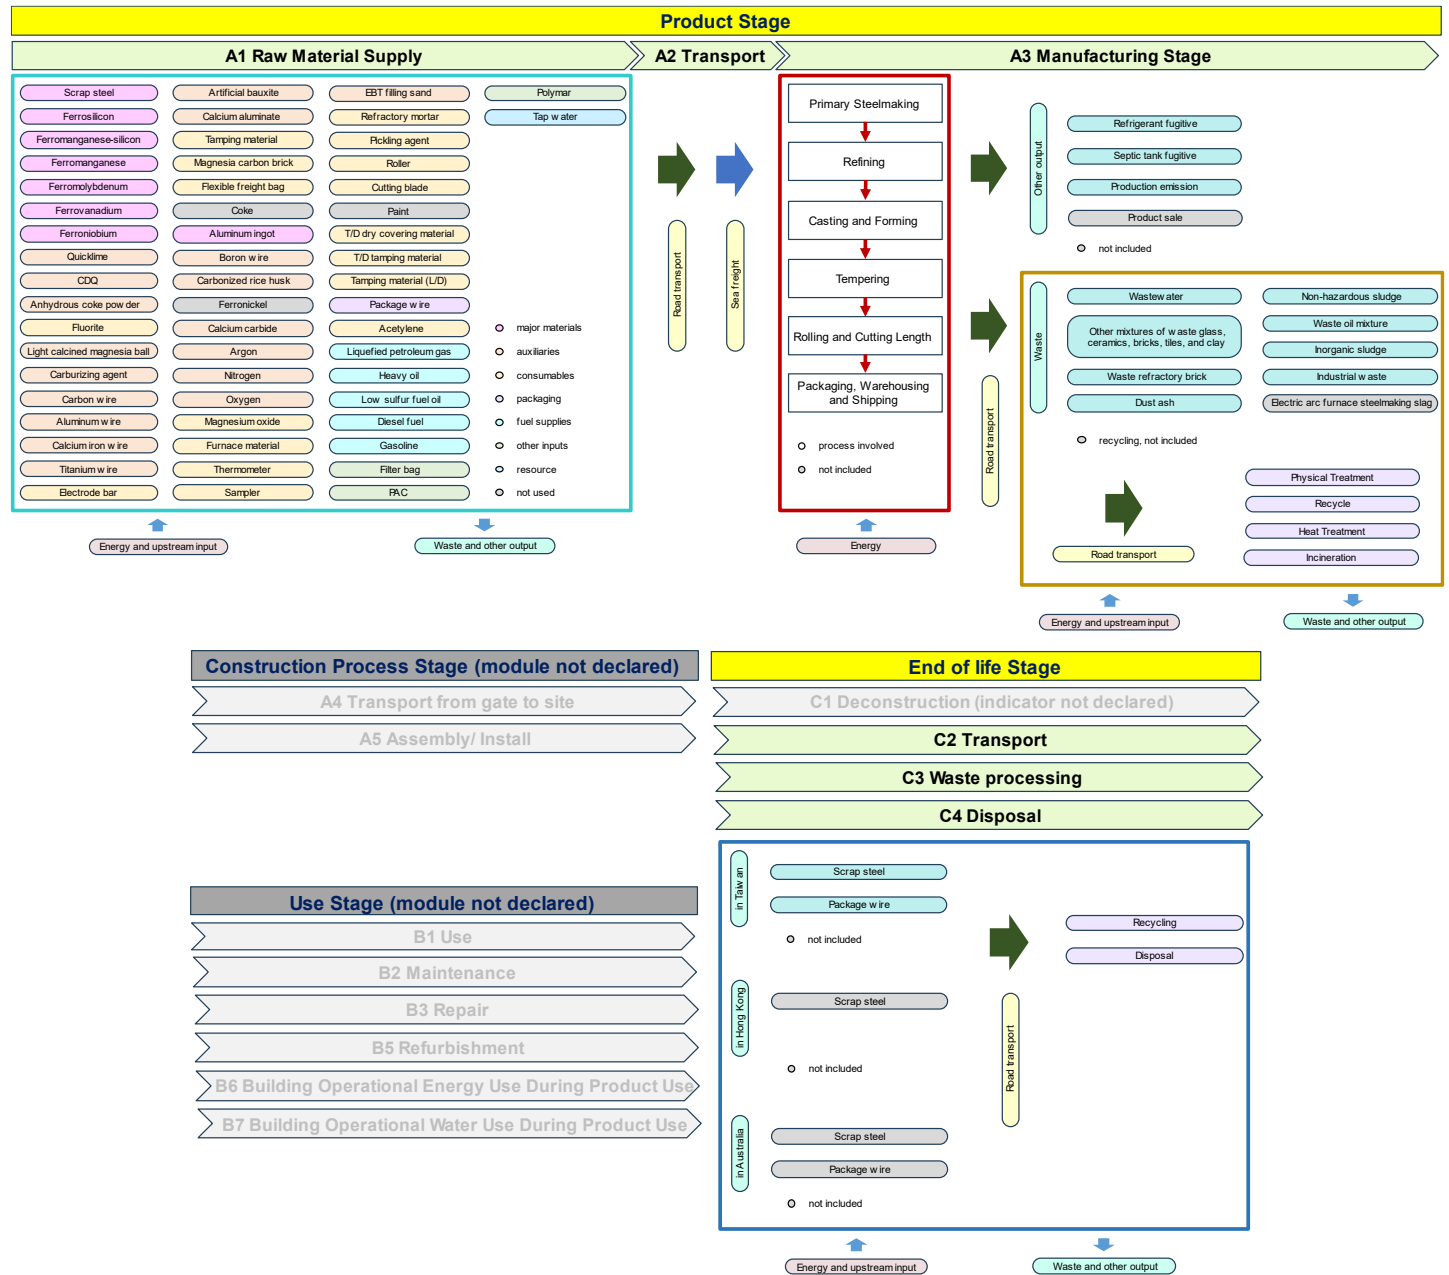 Product Stage
A1 Raw Material Supply
A2 Transport
A3 Manufacturing Stage
Scrap steel
Ferrosilicon
Ferromanganese-silicon
Ferromanganese
Ferromolybdenum
Ferrovanadium
Ferroniobium
Quicklime
CDQ
Anhydrous coke powder
Fluorite
Light calcined magnesia ball
Carburizing agent
Carbon wire
Aluminum wire
Calcium iron wire
Titanium wire
Electrode bar
Artificial bauxite
Calcium aluminate
Tamping material
Magnesia carbon brick
Flexible freight bag
Coke
Aluminum ingot
Boron wire
Carbonized rice husk
Ferronickel
Calcium carbide
Argon
Nitrogen
Oxygen
Magnesium oxide
Furnace material
Thermometer
Sampler
EBT filling sand
Refractory mortar
Pickling agent
Roller
Cutting blade
Paint
T/D dry covering material
T/D tamping material
Tamping material (L/D)
Package wire
Acetylene
Liquefied petroleum gas
Heavy oil
Low sulfur fuel oil
Diesel fuel
Gasoline
Filter bag
PAC
Polymar
Tap water
major materials
auxiliaries
consumables
packaging
fuel supplies
other inputs
resource
not used
Energy and upstream input
Waste and other output
Road transport
Sea freight
Primary Steelmaking
Refining
Casting and Forming
Tempering
Rolling and Cutting Length
Packaging, Warehousing
and Shipping
process involved
not included
Energy
Road transport
Other output
Refrigerant fugitive
Septic tank fugitive
Production emission
Product sale
not included
Waste
Wastewater
Other mixtures of waste glass,
ceramics, bricks, tiles, and clay
Waste refractory brick
Dust ash
Non-hazardous sludge
Waste oil mixture
Inorganic sludge
Industrial waste
Electric arc furnace steelmaking slag
recycling, not included
Road transport
Physical Treatment
Recycle
Heat Treatment
Incineration
Energy and upstream input
Waste and other output
Construction Process Stage (module not declared)
A4 Transport from gate to site
A5 Assembly/ Install
Use Stage (module not declared)
B1 Use
B2 Maintenance
B3 Repair
B5 Refurbishment
B6 Building Operational Energy Use During Product Use
B7 Building Operational Water Use During Product Use
End of life Stage
C1 Deconstruction (indicator not declared)
C2 Transport
C3 Waste processing
C4 Disposal
in Taiwan
Scrap steel
Package wire
not included
in Hong Kong
Scrap steel
not included
in Australia
Scrap steel
Package wire
not included
Road transport
Recycling
Disposal
Energy and upstream input
Waste and other output